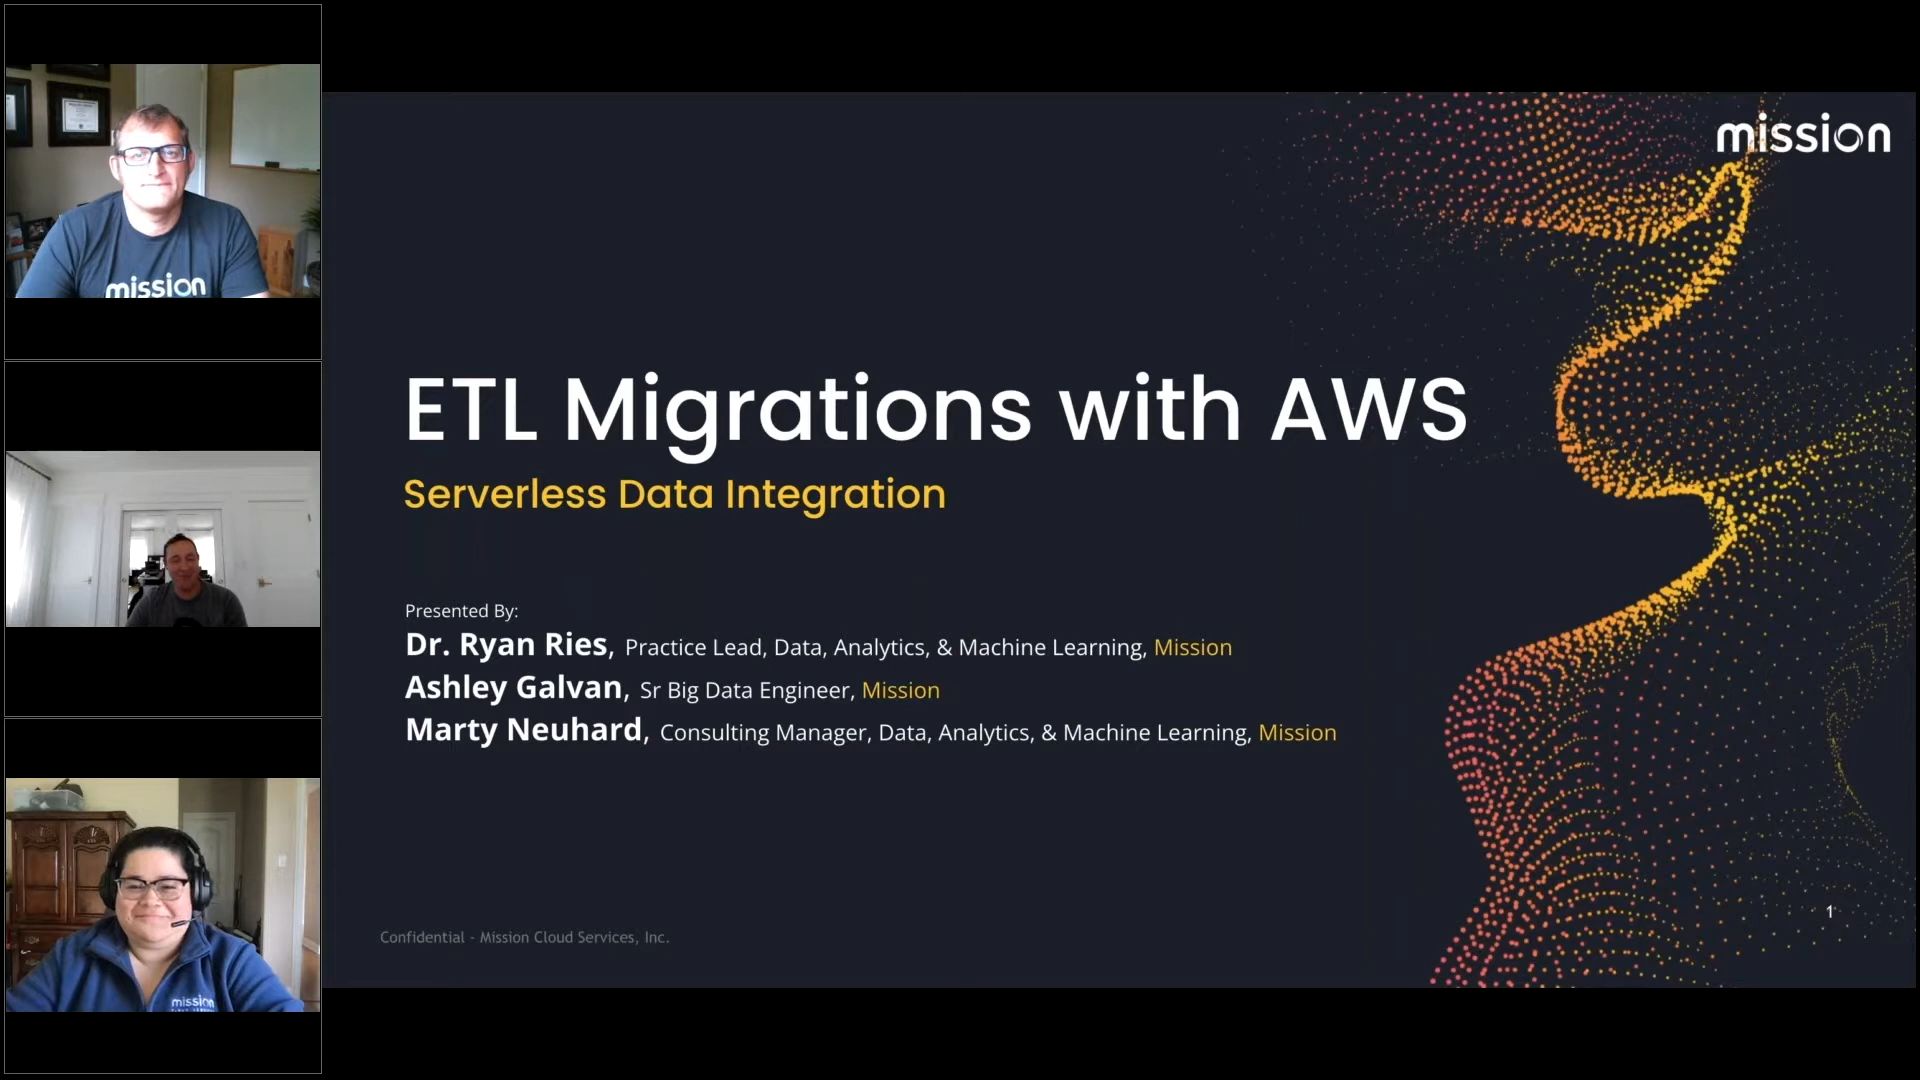 mission
mission
ETL Migrations with AWS
Serverless Data Integration
Presented By:
Dr. Ryan Ries, Practice Lead, Data, Analytics, & Machine Learning, Mission
Ashley Galvan, Sr Big Data Engineer, Mission
Marty Neuhard, Consulting Manager, Data, Analytics, & Machine Learning, Mission
mission
1
Confidential - Mission Cloud Services, Inc.